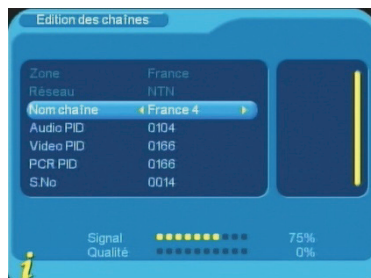 Edition des chaînes
Zone France
Réseau NTN
Nom chaîne France 4
Audio PID 0104
Video PID 0166
PCR PID 0166
S.No 0014
Signal 75%
Qualité 0%
i